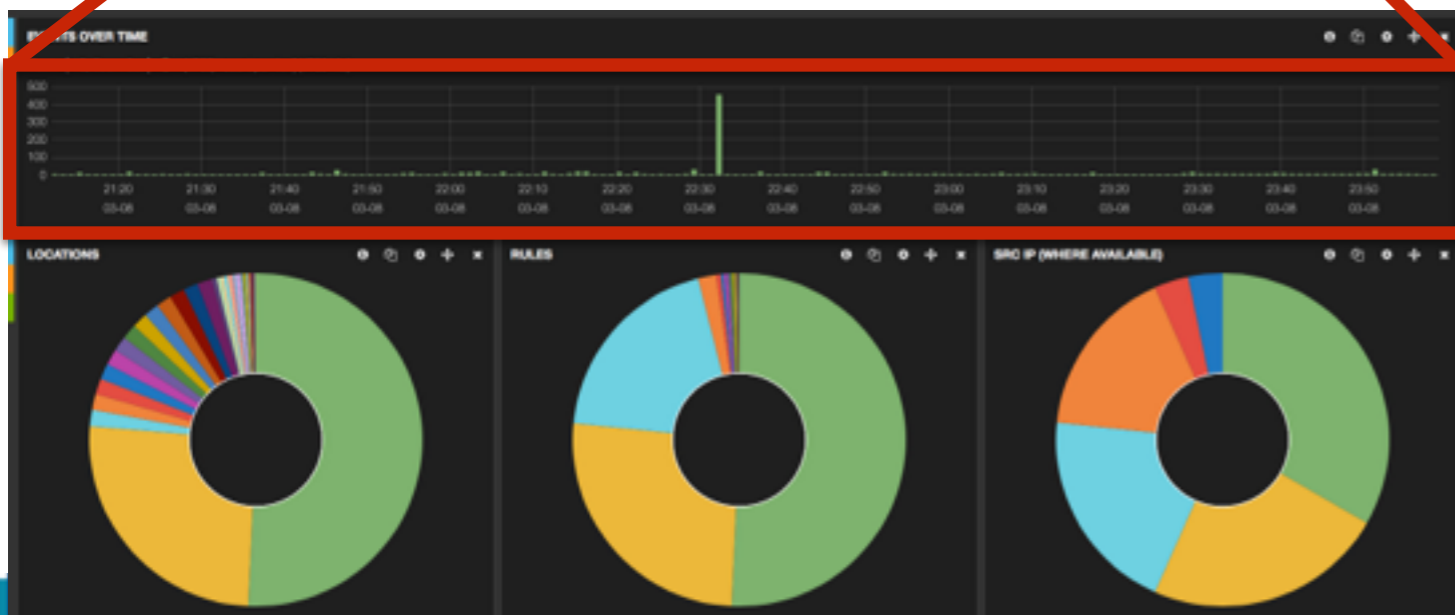 EVENTS OVER TIME
500
400
300
200
100
0
21:20 21:30 21:40 21:50 22:00 22:10 22:20 22:30 22:40 22:50 23:00 23:10 23:20 23:30 23:40 23:50
03-08 03-08 03-08 03-08 03-08 03-08 03-08 03-08 03-08 03-08 03-08 03-08 03-08 03-08 03-08 03-08
LOCATIONS
RULES
SRC IP (WHERE AVAILABLE)